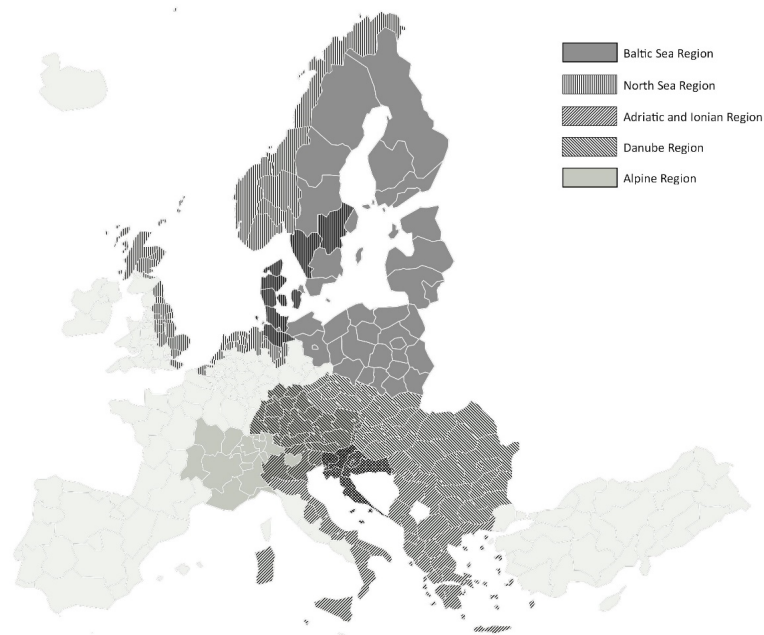 Baltic Sea Region
North Sea Region
Adriatic and Ionian Region
Danube Region
Alpine Region